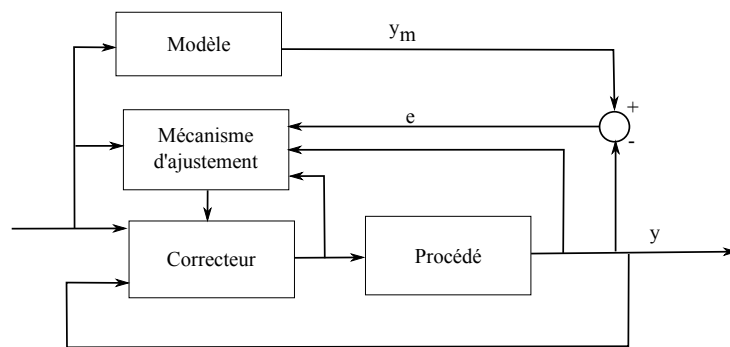 Modèle
y_m
e
+
-
Mécanisme
d'ajustement
Correcteur
Procédé
y